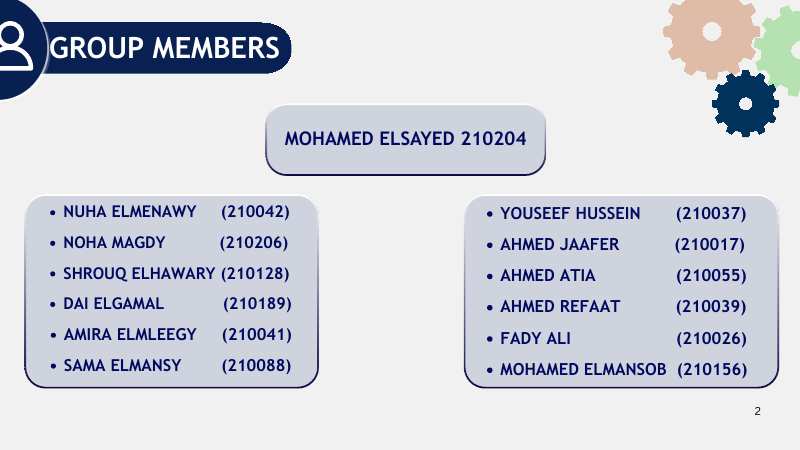 GROUP MEMBERS
MOHAMED ELSAYED 210204
• NUHA ELMENAWY (210042)
• NOHA MAGDY (210206)
• SHROUQ ELHAWARY (210128)
• DAI ELGAMAL (210189)
• AMIRA ELMLEEGY (210041)
• SAMA ELMANSY (210088)
• YOUSEEF HUSSEIN (210037)
• AHMED JAAFER (210017)
• AHMED ATIA (210055)
• AHMED REFAAT (210039)
• FADY ALI (210026)
• MOHAMED ELMANSOB (210156)
2